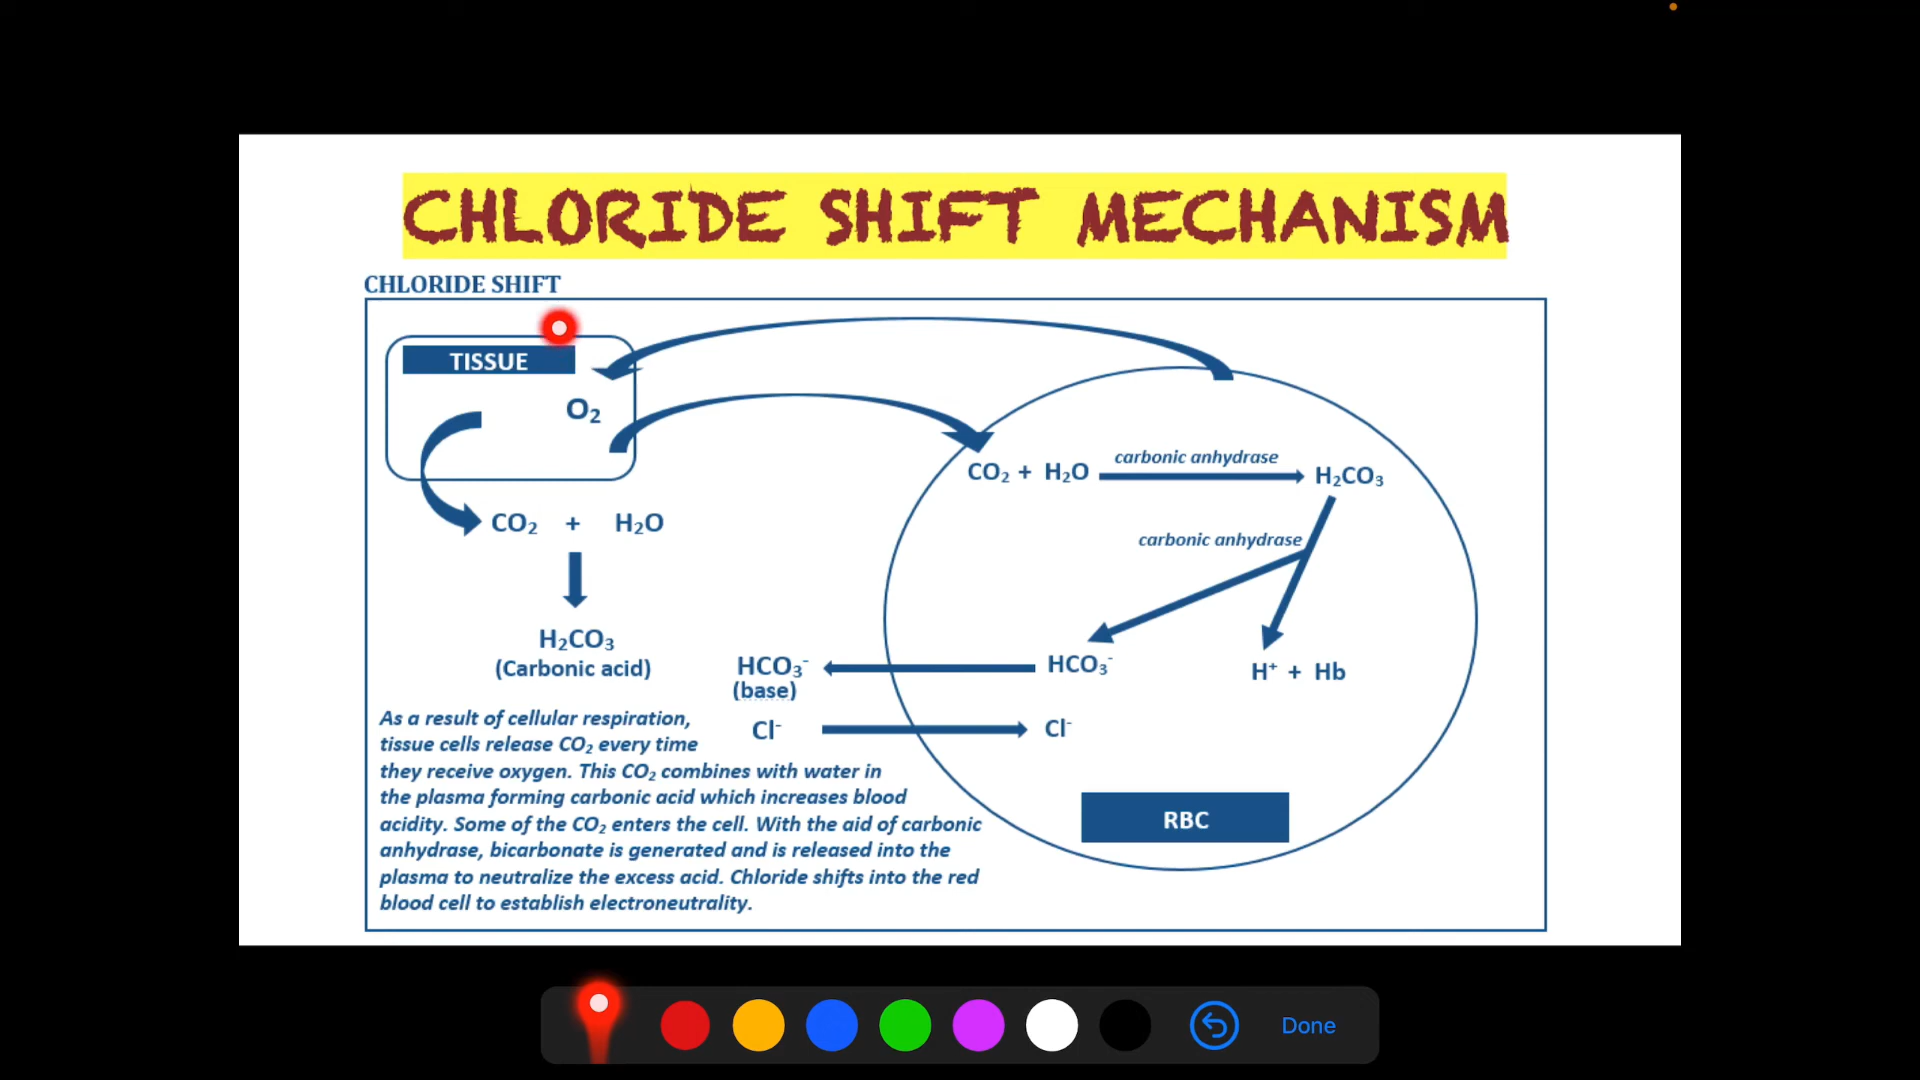 CHLORIDE SHIFT MECHANISM
CHLORIDE SHIFT
TISSUE
O₂
CO₂ + H₂O carbonic anhydrase H₂CO₃
carbonic anhydrase
CO₂ + H₂O
H₂CO₃
(Carbonic acid)
HCO₃⁻ HCO₃⁻ H⁺ + Hb
(base)
Cl⁻ Cl⁻
As a result of cellular respiration,
tissue cells release CO₂ every time
they receive oxygen. This CO₂ combines with water in
the plasma forming carbonic acid which increases blood
acidity. Some of the CO₂ enters the cell. With the aid of carbonic
anhydrase, bicarbonate is generated and is released into the
plasma to neutralize the excess acid. Chloride shifts into the red
blood cell to establish electroneutrality.
RBC
Done